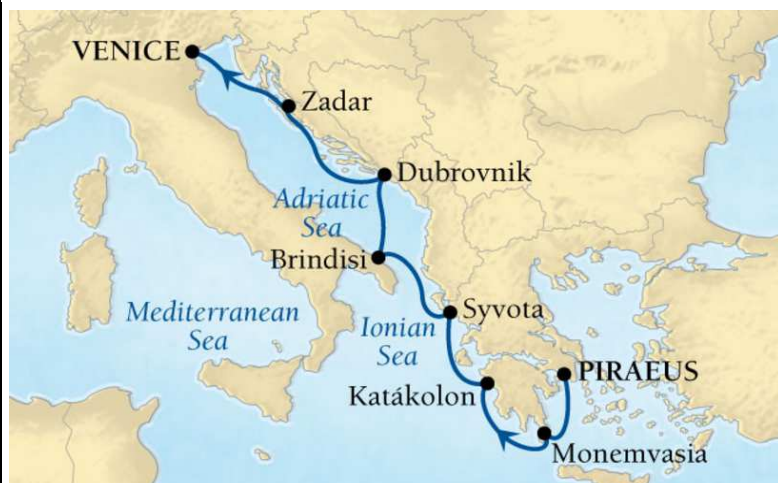 VENICE
Zadar
Dubrovnik
Adriatic
Sea
Brindisi
Mediterranean
Sea
Ionian
Sea
Syvota
Katákolon
PIRAEUS
Monemvasia